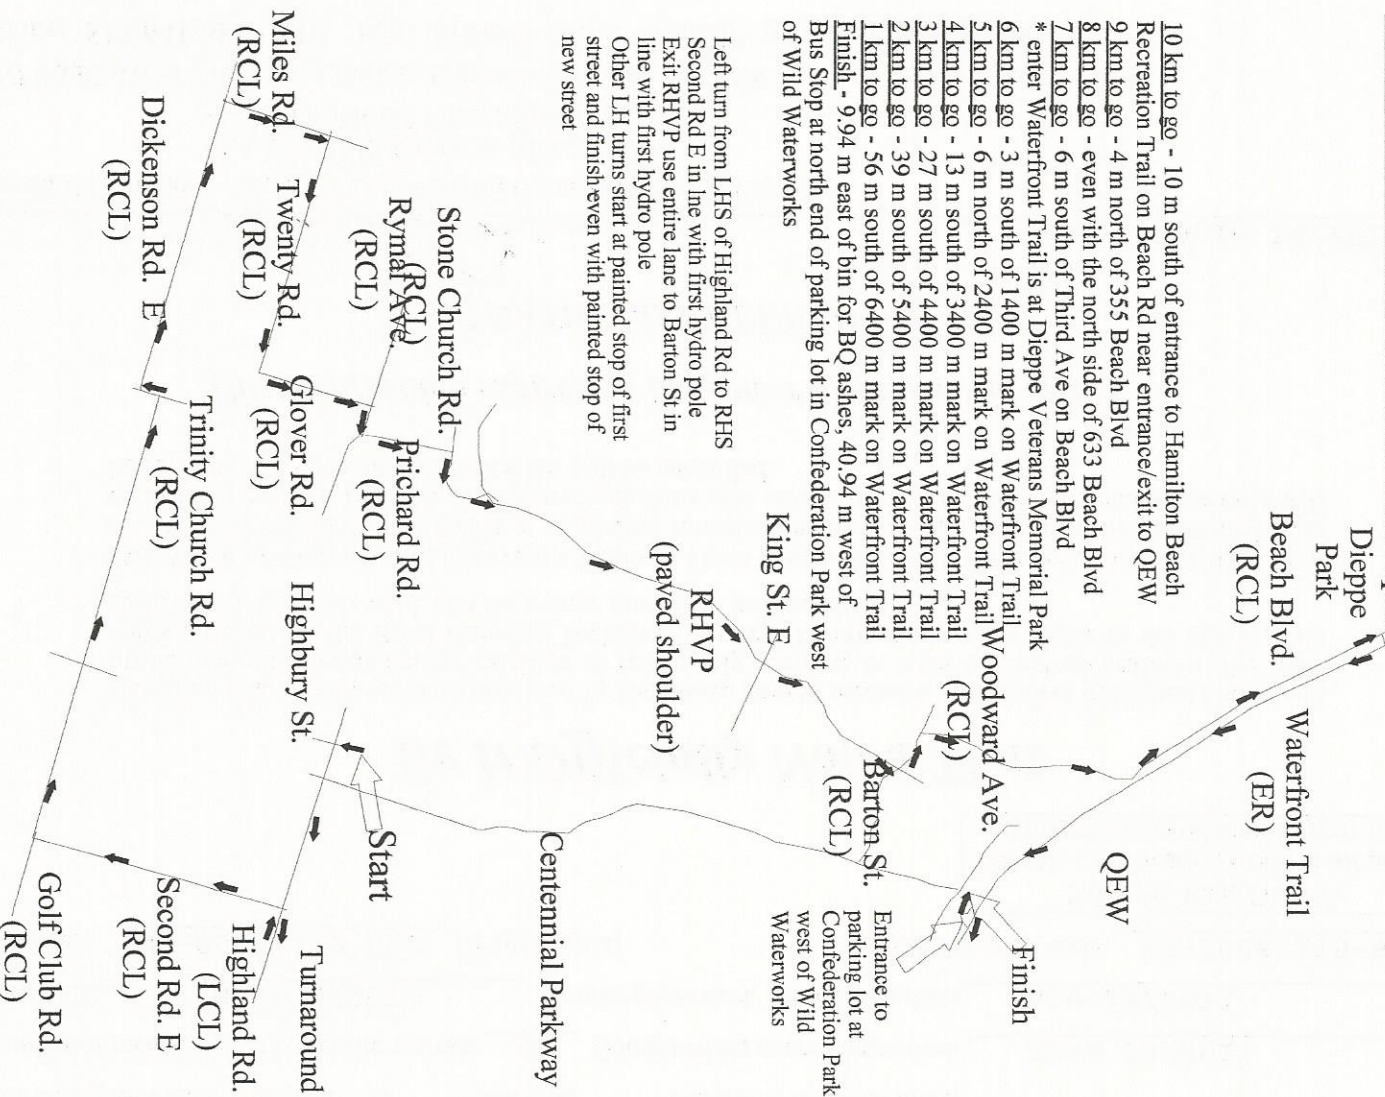 10 km to go - 10 m south of entrance to Hamilton Beach
Recreation Trail on Beach Rd near entrance/exit to QEW
9 km to go - 4 m north of 355 Beach Blvd
8 km to go - even with the north side of 633 Beach Blvd
7 km to go - 6 m south of Third Ave on Beach Blvd
* enter Waterfront Trail is at Dieppe Veterans Memorial Park
6 km to go - 3 m south of 1400 m mark on Waterfront Trail
5 km to go - 6 m north of 2400 m mark on Waterfront Trail
4 km to go - 13 m south of 3400 m mark on Waterfront Trail
3 km to go - 27 m south of 4400 m mark on Waterfront Trail
2 km to go - 39 m south of 5400 m mark on Waterfront Trail
1 km to go - 56 m south of 6400 m mark on Waterfront Trail
Finish - 9.94 m east of bin for BQ ashes, 40.94 m west of
Bus Stop at north end of parking lot in Confederation Park west
of Wild Waterworks
Left turn from LHS of Highland Rd to RHS
Second Rd E in lne with first hydro pole
Exit RHVP use entire lane to Barton St in
line with first hydro pole
Other LH turns start at painted stop of first
street and finish even with painted stop of
new street
Dieppe
Park
Beach Blvd.
(RCL)
Waterfront Trail
(ER)
QEW
Woodward Ave.
(RCL)
Finish
Entrance to
parking lot at
Confederation Park
west of Wild
Waterworks
Barton St.
(RCL)
King St. E
RHVP
(paved shoulder)
Centennial Parkway
Stone Church Rd.
(RCL)
Rymal Ave.
(RCL)
Prichard Rd.
(RCL)
Start
Miles Rd.
(RCL)
Twenty Rd.
(RCL)
Glover Rd.
(RCL)
Highbury St.
Turnaround
Highland Rd.
(LCL)
Dickenson Rd. E
(RCL)
Trinity Church Rd.
(RCL)
Second Rd. E
(RCL)
Golf Club Rd.
(RCL)